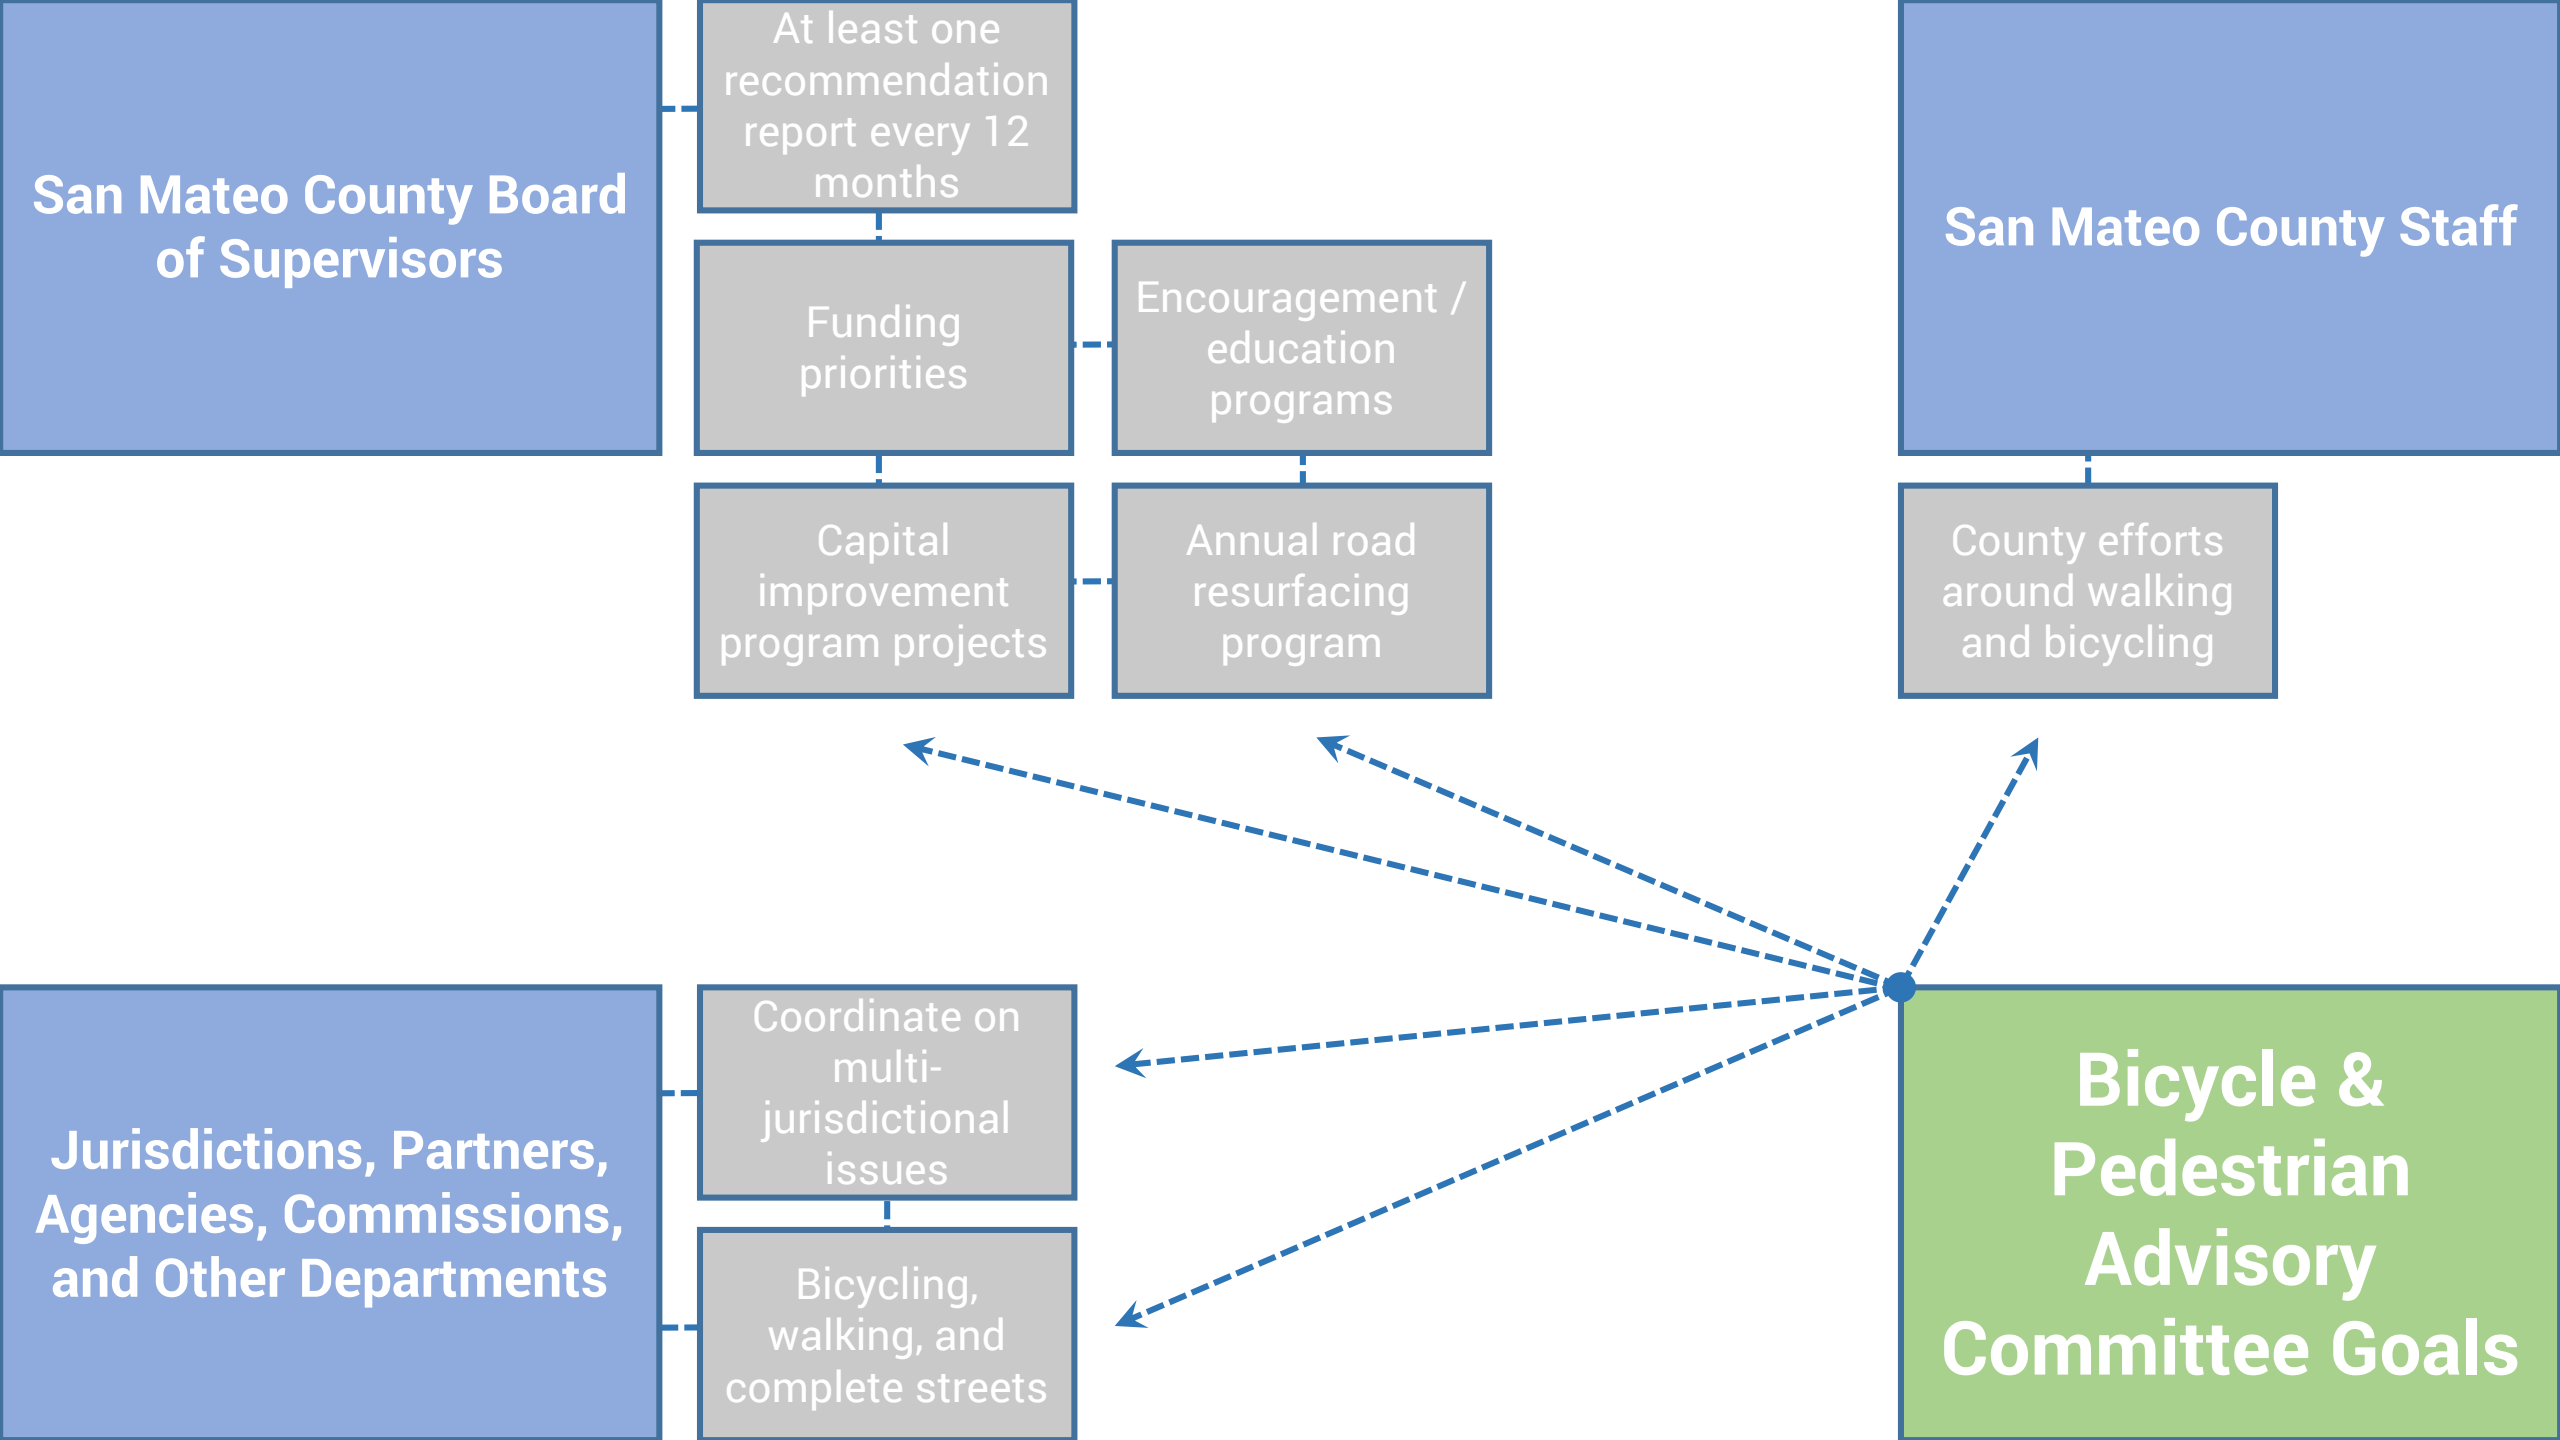 San Mateo County Board
of Supervisors
At least one
recommendation
report every 12
months
Funding
priorities
Encouragement /
education
programs
Capital
improvement
program projects
Annual road
resurfacing
program
San Mateo County Staff
County efforts
around walking
and bicycling
Jurisdictions, Partners,
Agencies, Commissions,
and Other Departments
Coordinate on
multi-
jurisdictional
issues
Bicycling,
walking, and
complete streets
Bicycle &
Pedestrian
Advisory
Committee Goals